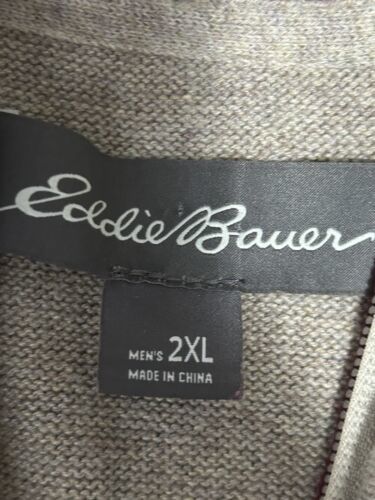 Eddie Bauer
MEN'S 2XL
MADE IN CHINA